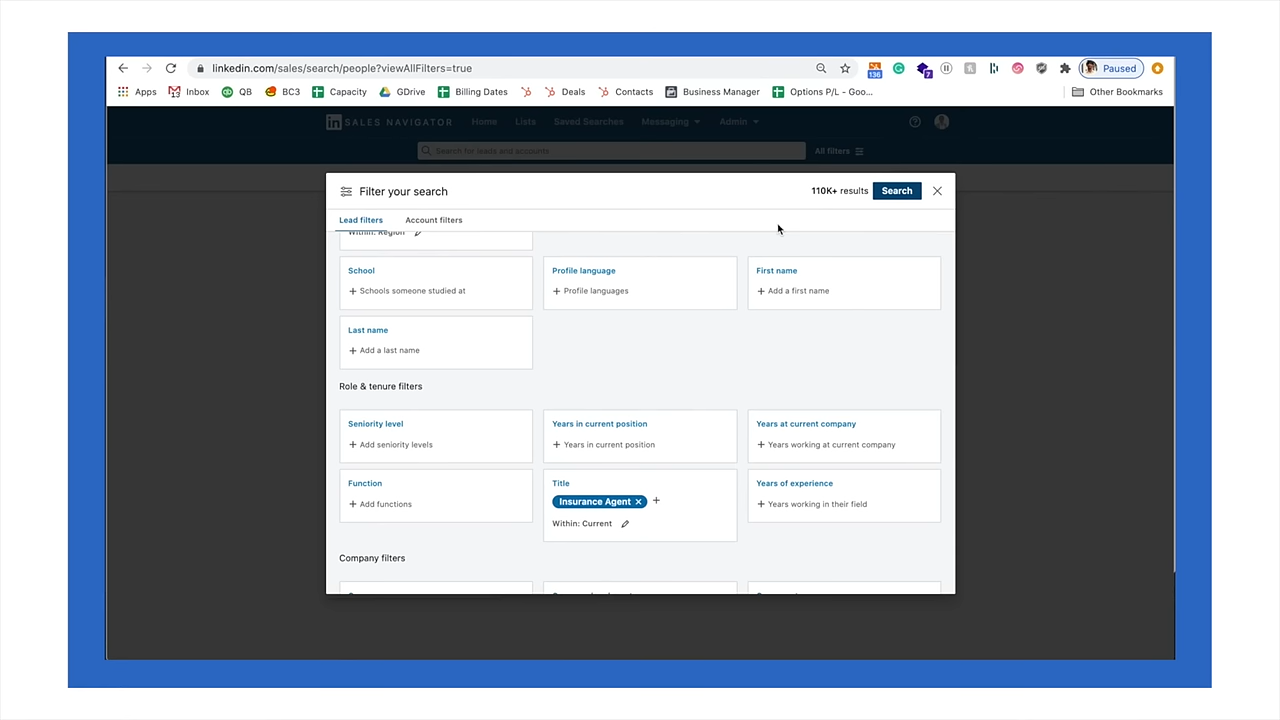 linkedin.com/sales/search/people?viewAllFilters=true
136
7
Paused
Apps Inbox QB BC3 Capacity GDrive Billing Dates Deals Contacts Business Manager Options P/L - Goo... Other Bookmarks
in SALES NAVIGATOR Home Lists Saved Searches Messaging Admin
Search for leads and accounts All filters
Filter your search 110K+ results Search
Lead filters Account filters
Within: Region
School Profile language First name
+ Schools someone studied at + Profile languages + Add a first name
Last name
+ Add a last name
Role & tenure filters
Seniority level Years in current position Years at current company
+ Add seniority levels + Years in current position + Years working at current company
Function Title Years of experience
Insurance Agent × +
+ Add functions + Years working in their field
Within: Current
Company filters